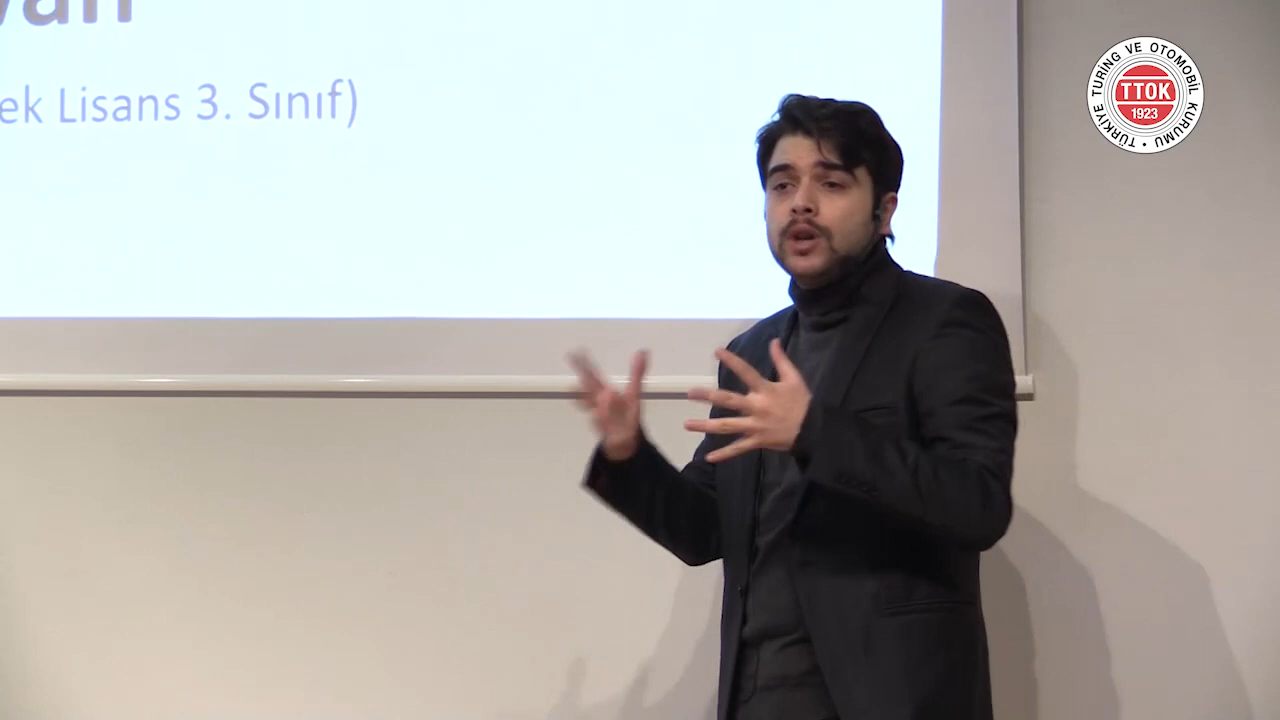 ek Lisans 3. Sınıf)
TÜRKİYE TURİNG VE OTOMOBİL KURUMU •
TTOK
1923